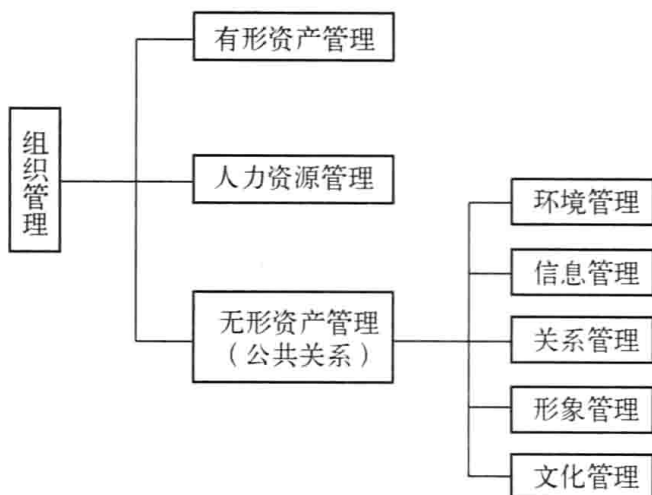 组织管理
有形资产管理
人力资源管理
无形资产管理
（公共关系）
环境管理
信息管理
关系管理
形象管理
文化管理